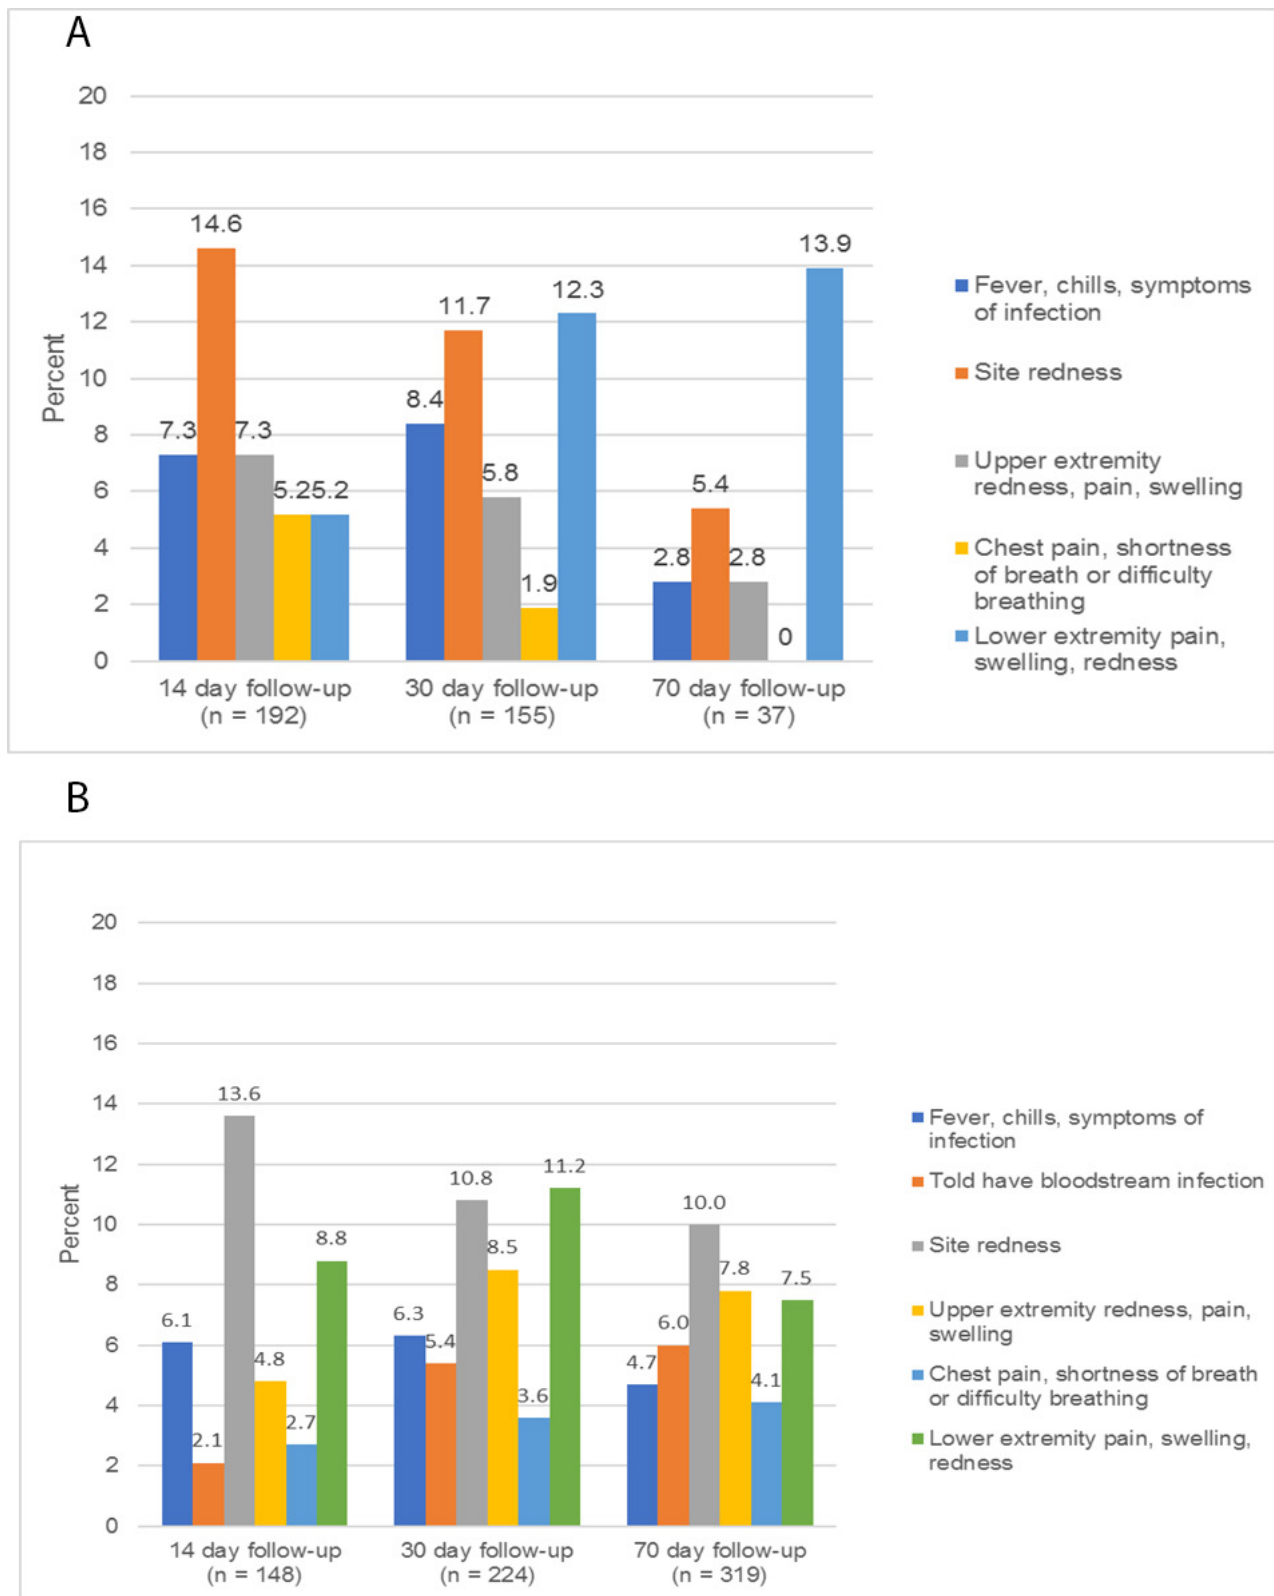 A
20
18
16
14
12
10
8
6
4
2
0
Percent
7.3
14.6
7.3
5.2
5.2
8.4
11.7
5.8
1.9
12.3
2.8
5.4
2.8
0
13.9
14 day follow-up
(n = 192)
30 day follow-up
(n = 155)
70 day follow-up
(n = 37)
Fever, chills, symptoms
of infection
Site redness
Upper extremity
redness, pain, swelling
Chest pain, shortness
of breath or difficulty
breathing
Lower extremity pain,
swelling, redness
B
20
18
16
14
12
10
8
6
4
2
0
Percent
6.1
2.1
13.6
4.8
2.7
8.8
6.3
5.4
10.8
8.5
3.6
11.2
4.7
6.0
10.0
7.8
4.1
7.5
14 day follow-up
(n = 148)
30 day follow-up
(n = 224)
70 day follow-up
(n = 319)
Fever, chills, symptoms of
infection
Told have bloodstream infection
Site redness
Upper extremity redness, pain,
swelling
Chest pain, shortness of breath
or difficulty breathing
Lower extremity pain, swelling,
redness